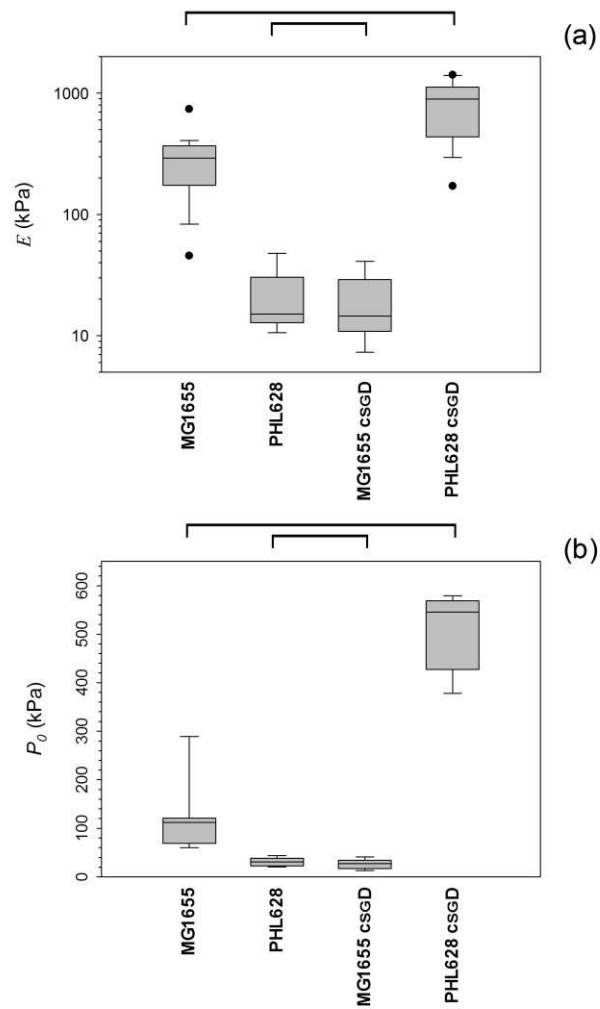 (a)
1000
100
10
E (kPa)
MG1655
PHL628
MG1655 CSGD
PHL628 CSGD
(b)
600
500
400
300
200
100
0
P0 (kPa)
MG1655
PHL628
MG1655 CSGD
PHL628 CSGD